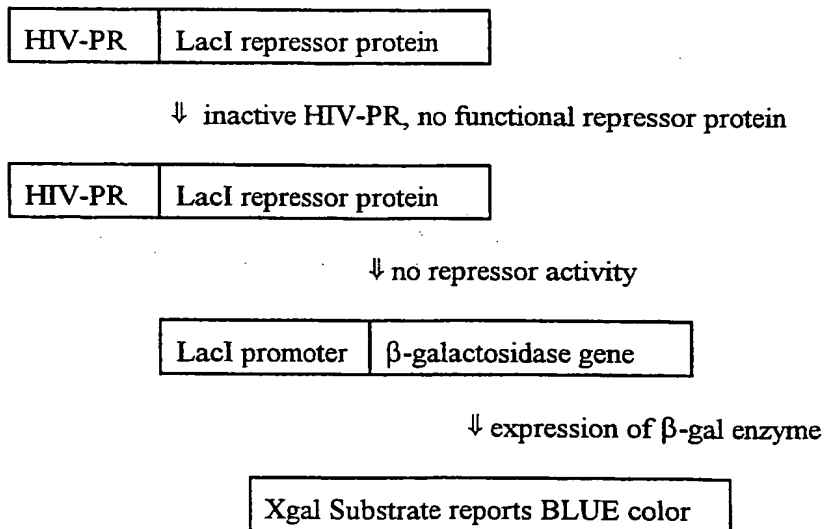 HIV-PR LacI repressor protein
⇓ inactive HIV-PR, no functional repressor protein
HIV-PR LacI repressor protein
⇓ no repressor activity
LacI promoter β-galactosidase gene
⇓ expression of β-gal enzyme
Xgal Substrate reports BLUE color